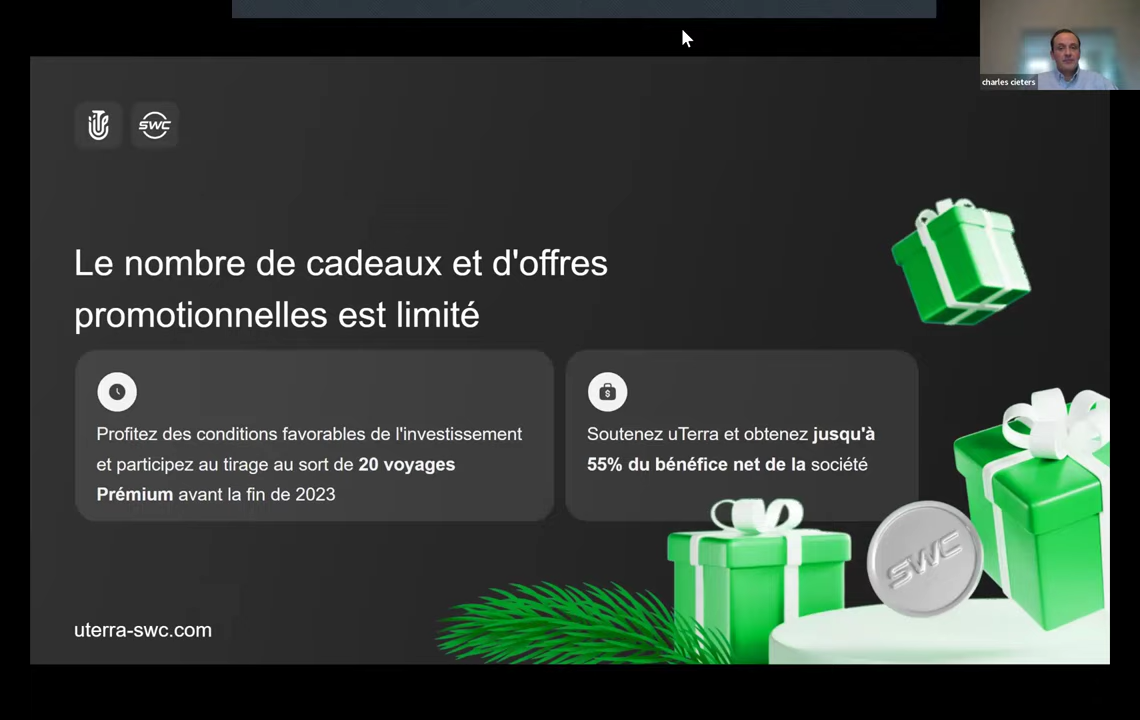 charles cieters
SWC
Le nombre de cadeaux et d'offres
promotionnelles est limité
Profitez des conditions favorables de l'investissement
et participez au tirage au sort de 20 voyages
Prémium avant la fin de 2023
Soutenez uTerra et obtenez jusqu'à
55% du bénéfice net de la société
SWC
uterra-swc.com